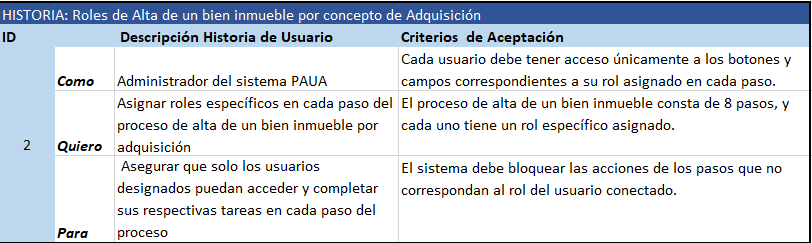 HISTORIA: Roles de Alta de un bien inmueble por concepto de Adquisición
ID Descripción Historia de Usuario Criterios de Aceptación
2
Como
Administrador del sistema PAUA
Cada usuario debe tener acceso únicamente a los botones y
campos correspondientes a su rol asignado en cada paso.
Quiero
Asignar roles específicos en cada paso del
proceso de alta de un bien inmueble por
adquisición
El proceso de alta de un bien inmueble consta de 8 pasos, y
cada uno tiene un rol específico asignado.
Para
Asegurar que solo los usuarios
designados puedan acceder y completar
sus respectivas tareas en cada paso del
proceso
El sistema debe bloquear las acciones de los pasos que no
correspondan al rol del usuario conectado.